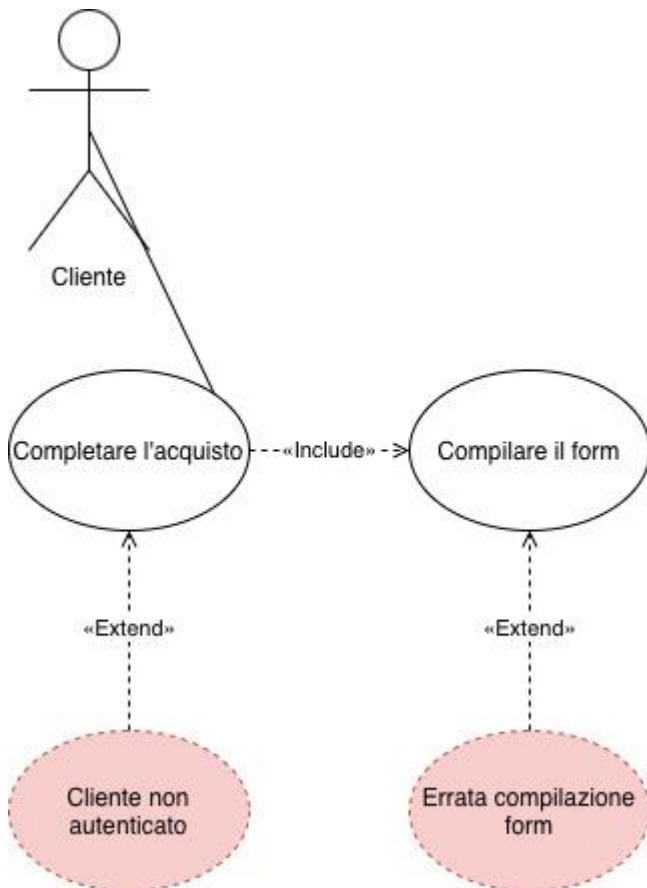 Cliente
Completare l'acquisto
«Include»
Compilare il form
«Extend»
«Extend»
Cliente non
autenticato
Errata compilazione
form